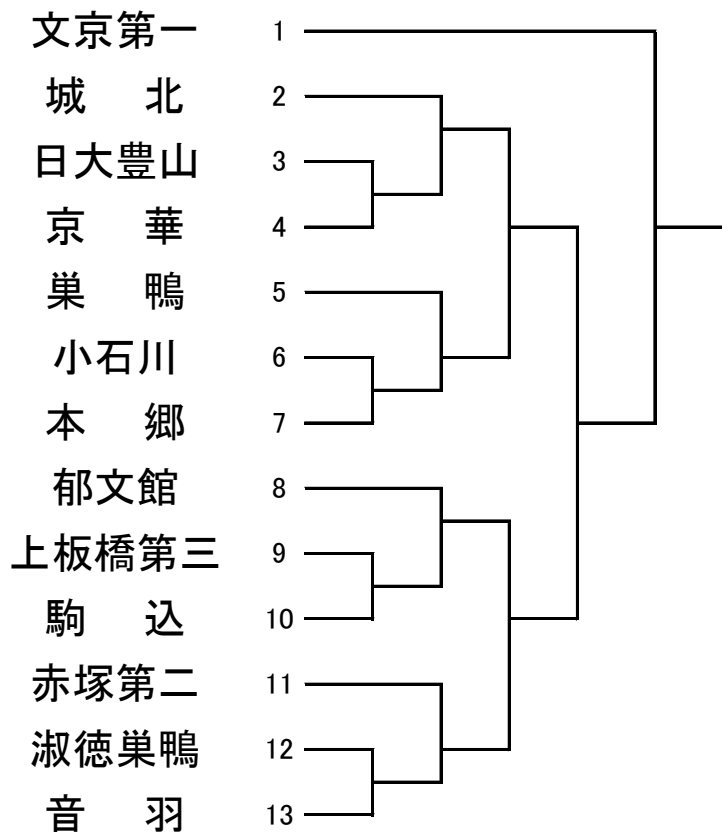 文京第一 1
城 北 2
日大豊山 3
京 華 4
巣 鴨 5
小石川 6
本 郷 7
郁文館 8
上板橋第三 9
駒 込 10
赤塚第二 11
淑徳巣鴨 12
音 羽 13